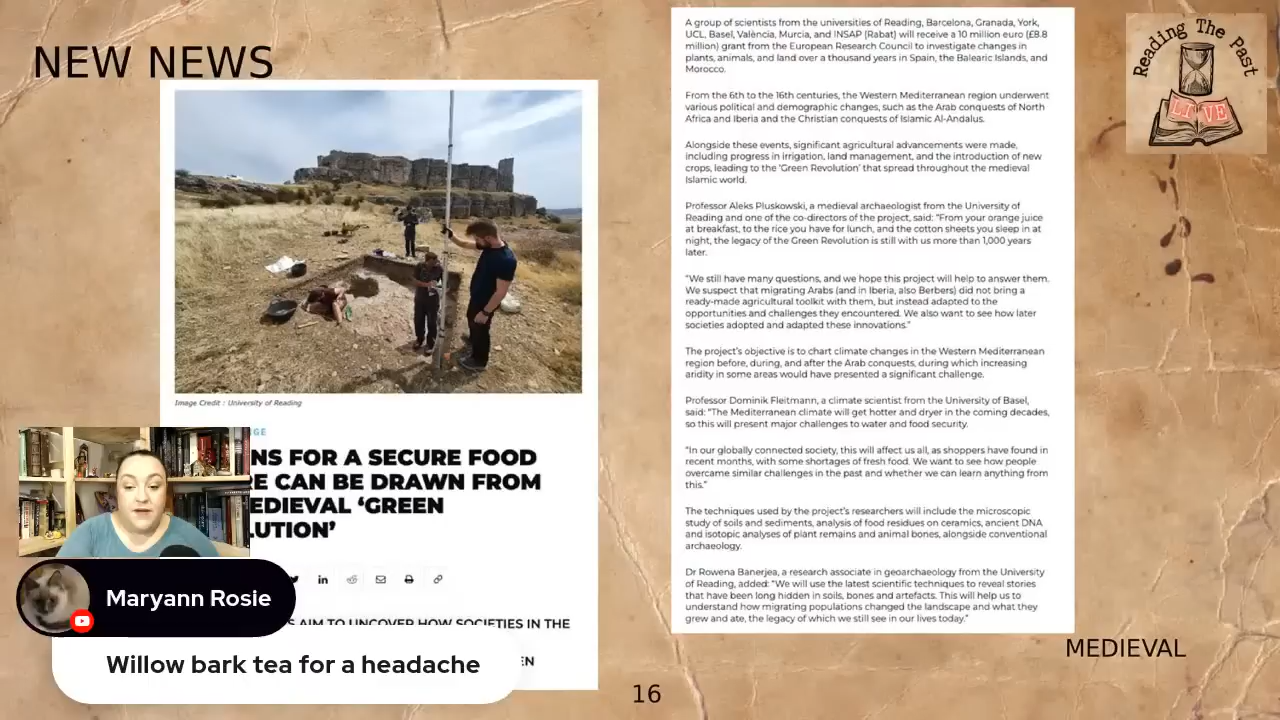 NEW NEWS
Image Credit : University of Reading
GE
NS FOR A SECURE FOOD
RE CAN BE DRAWN FROM
EDIEVAL ‘GREEN
LUTION’
S AIM TO UNCOVER HOW SOCIETIES IN THE
EN
Maryann Rosie
Willow bark tea for a headache
A group of scientists from the universities of Reading, Barcelona, Granada, York,
UCL, Basel, València, Murcia, and INSAP (Rabat) will receive a 10 million euro (£8.8
million) grant from the European Research Council to investigate changes in
plants, animals, and land over a thousand years in Spain, the Balearic Islands, and
Morocco.
From the 6th to the 16th centuries, the Western Mediterranean region underwent
various political and demographic changes, such as the Arab conquests of North
Africa and Iberia and the Christian conquests of Islamic Al-Andalus.
Alongside these events, significant agricultural advancements were made,
including progress in irrigation, land management, and the introduction of new
crops, leading to the ‘Green Revolution’ that spread throughout the medieval
Islamic world.
Professor Aleks Pluskowski, a medieval archaeologist from the University of
Reading and one of the co-directors of the project, said: “From your orange juice
at breakfast, to the rice you have for lunch, and the cotton sheets you sleep in at
night, the legacy of the Green Revolution is still with us more than 1,000 years
later.
“We still have many questions, and we hope this project will help to answer them.
We suspect that migrating Arabs (and in Iberia, also Berbers) did not bring a
ready-made agricultural toolkit with them, but instead adapted to the
opportunities and challenges they encountered. We also want to see how later
societies adopted and adapted these innovations.”
The project’s objective is to chart climate changes in the Western Mediterranean
region before, during, and after the Arab conquests, during which increasing
aridity in some areas would have presented a significant challenge.
Professor Dominik Fleitmann, a climate scientist from the University of Basel,
said: “The Mediterranean climate will get hotter and dryer in the coming decades,
so this will present major challenges to water and food security.
“In our globally connected society, this will affect us all, as shoppers have found in
recent months, with some shortages of fresh food. We want to see how people
overcame similar challenges in the past and whether we can learn anything from
this.”
The techniques used by the project’s researchers will include the microscopic
study of soils and sediments, analysis of food residues on ceramics, ancient DNA
and isotopic analyses of plant remains and animal bones, alongside conventional
archaeology.
Dr Rowena Banerjea, a research associate in geoarchaeology from the University
of Reading, added: “We will use the latest scientific techniques to reveal stories
that have been long hidden in soils, bones and artefacts. This will help us to
understand how migrating populations changed the landscape and what they
grew and ate, the legacy of which we still see in our lives today.”
Reading The Past
LIVE
MEDIEVAL
16